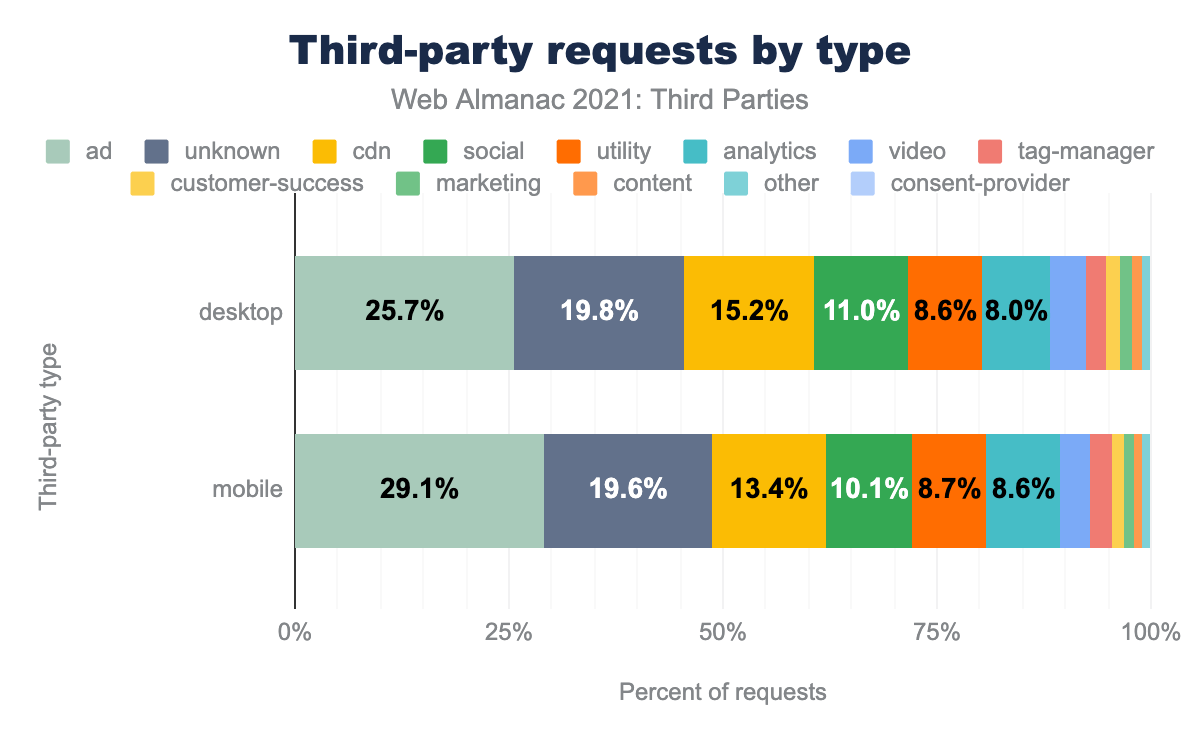 Third-party requests by type
Web Almanac 2021: Third Parties
ad unknown cdn social utility analytics video tag-manager
customer-success marketing content other consent-provider
desktop 25.7% 19.8% 15.2% 11.0% 8.6% 8.0%
Third-party type
mobile 29.1% 19.6% 13.4% 10.1% 8.7% 8.6%
0% 25% 50% 75% 100%
Percent of requests